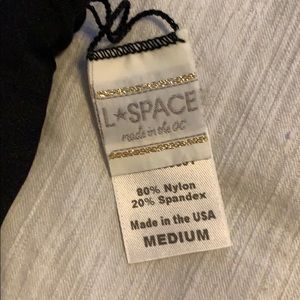 L★SPACE
made in the OC
80% Nylon
20% Spandex
Made in the USA
MEDIUM